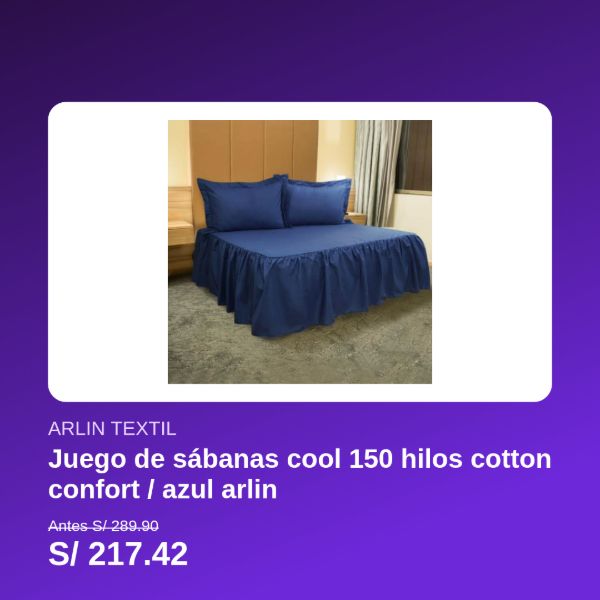 ARLIN TEXTIL
Juego de sábanas cool 150 hilos cotton
confort / azul arlin
Antes S/ 289.90
S/ 217.42